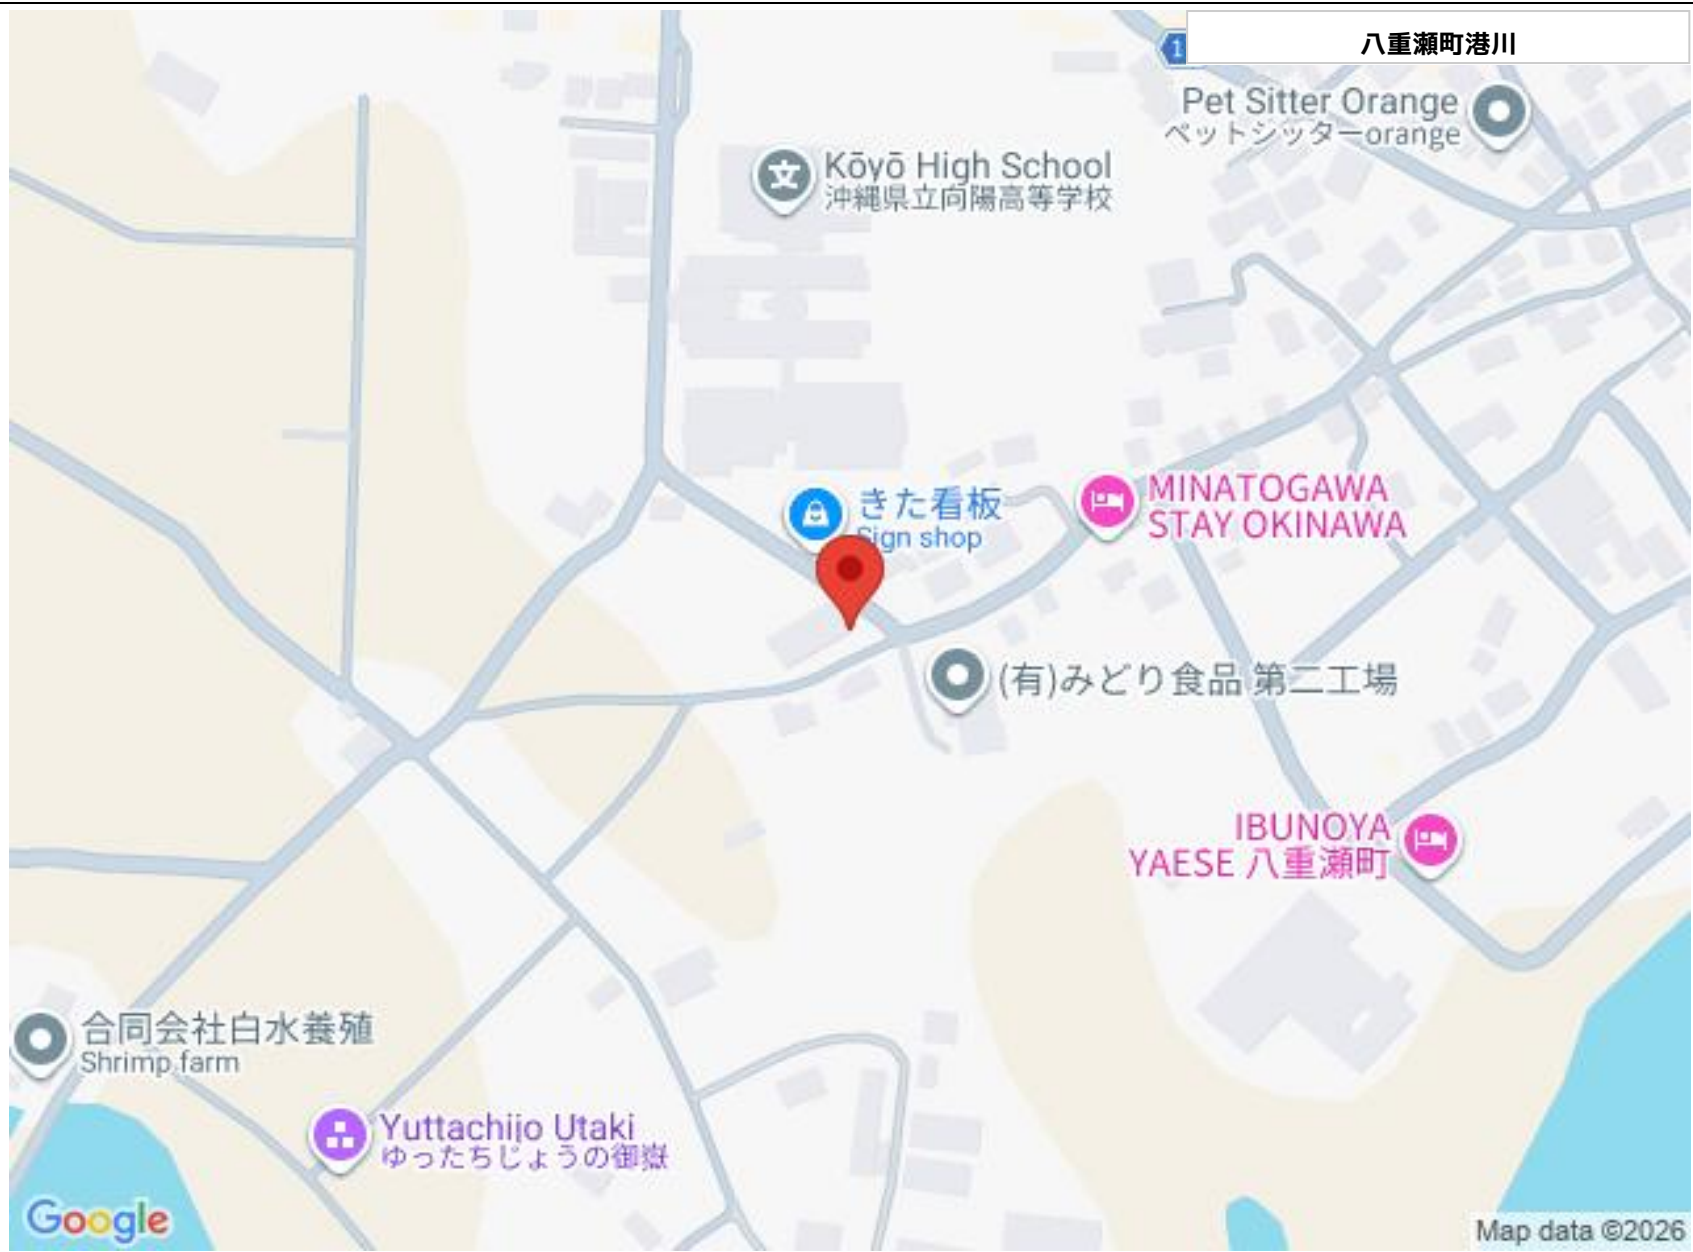 八重瀬町港川
1
Pet Sitter Orange
ペットシッターorange
Kōyō High School
沖縄県立向陽高等学校
きた看板
Sign shop
MINATOGAWA
STAY OKINAWA
(有)みどり食品 第二工場
IBUNOYA
YAESE 八重瀬町
合同会社白水養殖
Shrimp farm
Yuttachijo Utaki
ゆったちじょうの御嶽
Google
Map data ©2026